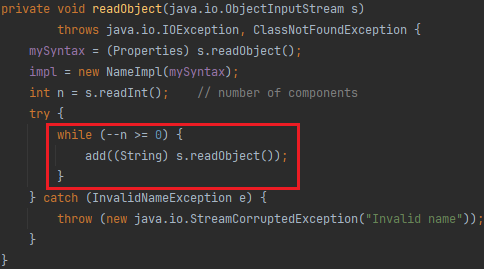 private void readObject(java.io.ObjectInputStream s)
throws java.io.IOException, ClassNotFoundException {
mySyntax = (Properties) s.readObject();
impl = new NameImpl(mySyntax);
int n = s.readInt();    // number of components
try {
while (--n >= 0) {
add((String) s.readObject());
}
} catch (InvalidNameException e) {
throw (new java.io.StreamCorruptedException("Invalid name"));
}
}